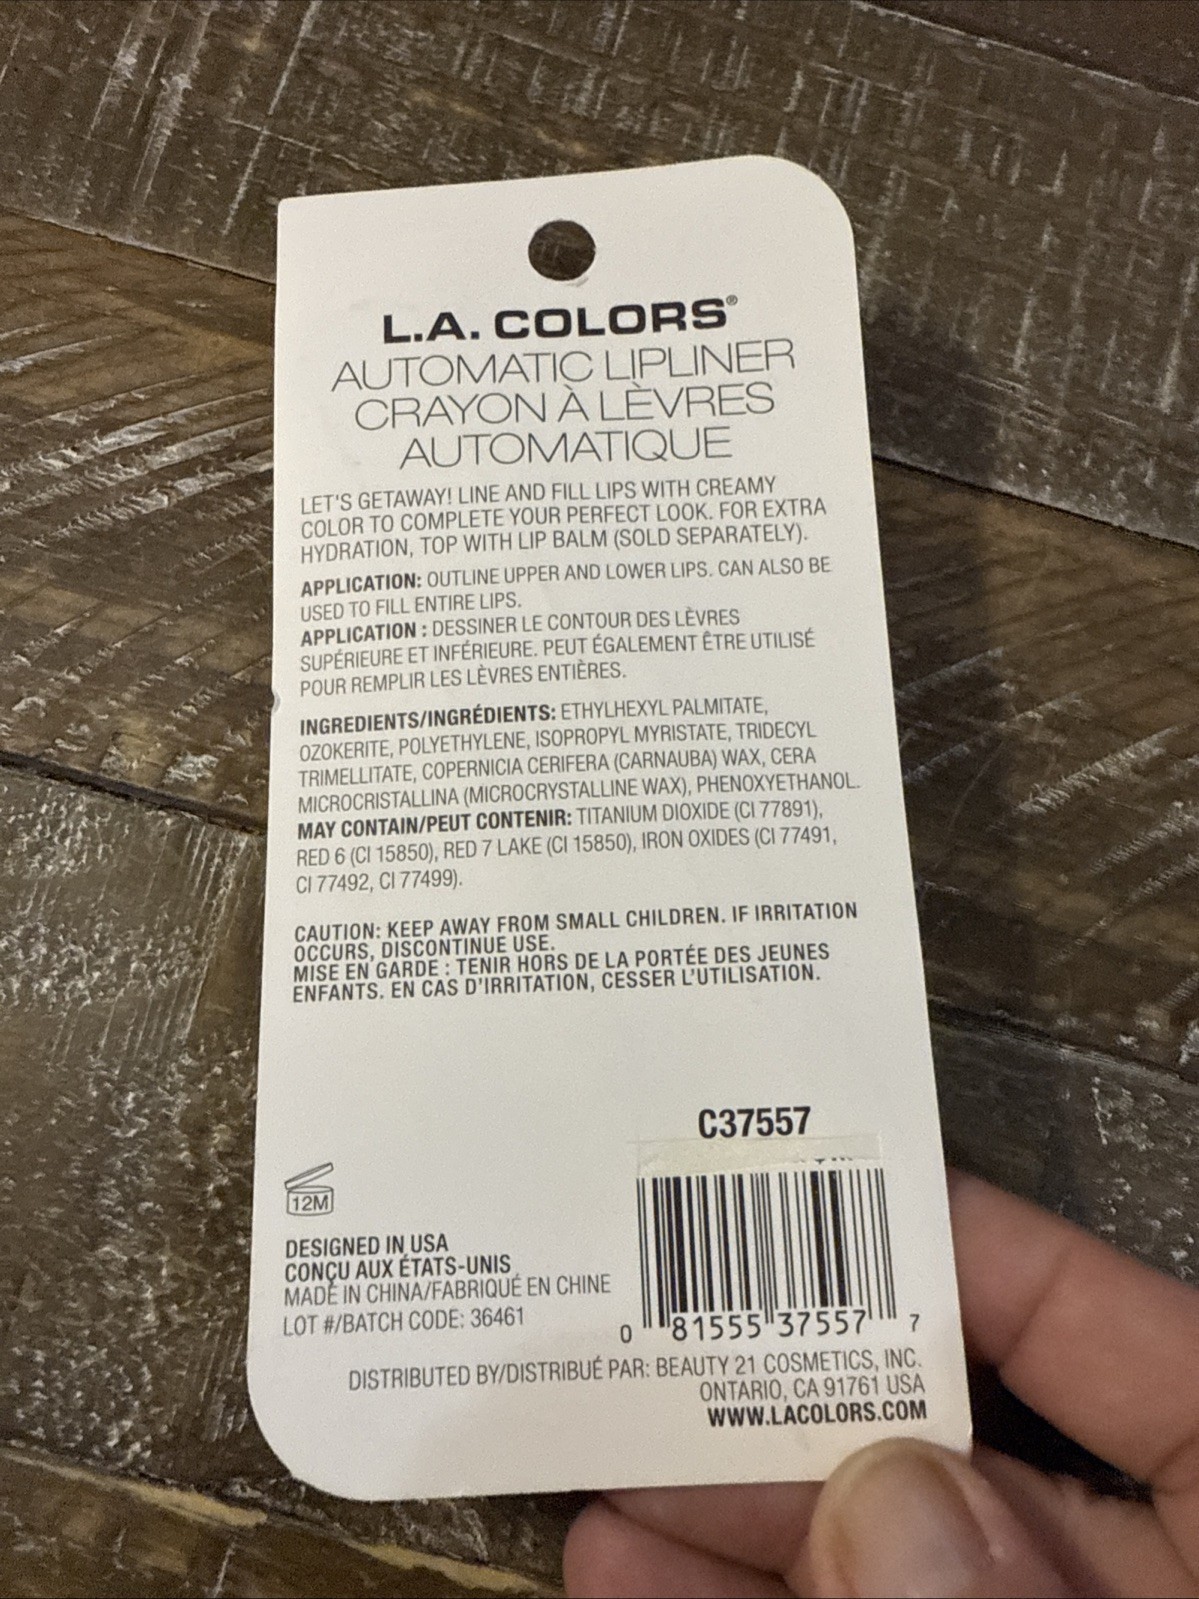 L.A. COLORS®
AUTOMATIC LIPLINER
CRAYON À LÈVRES
AUTOMATIQUE
LET'S GETAWAY! LINE AND FILL LIPS WITH CREAMY
COLOR TO COMPLETE YOUR PERFECT LOOK. FOR EXTRA
HYDRATION, TOP WITH LIP BALM (SOLD SEPARATELY).
APPLICATION: OUTLINE UPPER AND LOWER LIPS. CAN ALSO BE
USED TO FILL ENTIRE LIPS.
APPLICATION : DESSINER LE CONTOUR DES LÈVRES
SUPÉRIEURE ET INFÉRIEURE. PEUT ÉGALEMENT ÊTRE UTILISÉ
POUR REMPLIR LES LÈVRES ENTIÈRES.
INGREDIENTS/INGRÉDIENTS: ETHYLHEXYL PALMITATE,
OZOKERITE, POLYETHYLENE, ISOPROPYL MYRISTATE, TRIDECYL
TRIMELLITATE, COPERNICIA CERIFERA (CARNAUBA) WAX, CERA
MICROCRISTALLINA (MICROCRYSTALLINE WAX), PHENOXYETHANOL.
MAY CONTAIN/PEUT CONTENIR: TITANIUM DIOXIDE (CI 77891),
RED 6 (CI 15850), RED 7 LAKE (CI 15850), IRON OXIDES (CI 77491,
CI 77492, CI 77499).
CAUTION: KEEP AWAY FROM SMALL CHILDREN. IF IRRITATION
OCCURS, DISCONTINUE USE.
MISE EN GARDE : TENIR HORS DE LA PORTÉE DES JEUNES
ENFANTS. EN CAS D'IRRITATION, CESSER L'UTILISATION.
C37557
12M
DESIGNED IN USA
CONÇU AUX ÉTATS-UNIS
MADE IN CHINA/FABRIQUÉ EN CHINE
LOT #/BATCH CODE: 36461
0 81555 37557 7
DISTRIBUTED BY/DISTRIBUÉ PAR: BEAUTY 21 COSMETICS, INC.
ONTARIO, CA 91761 USA
WWW.LACOLORS.COM